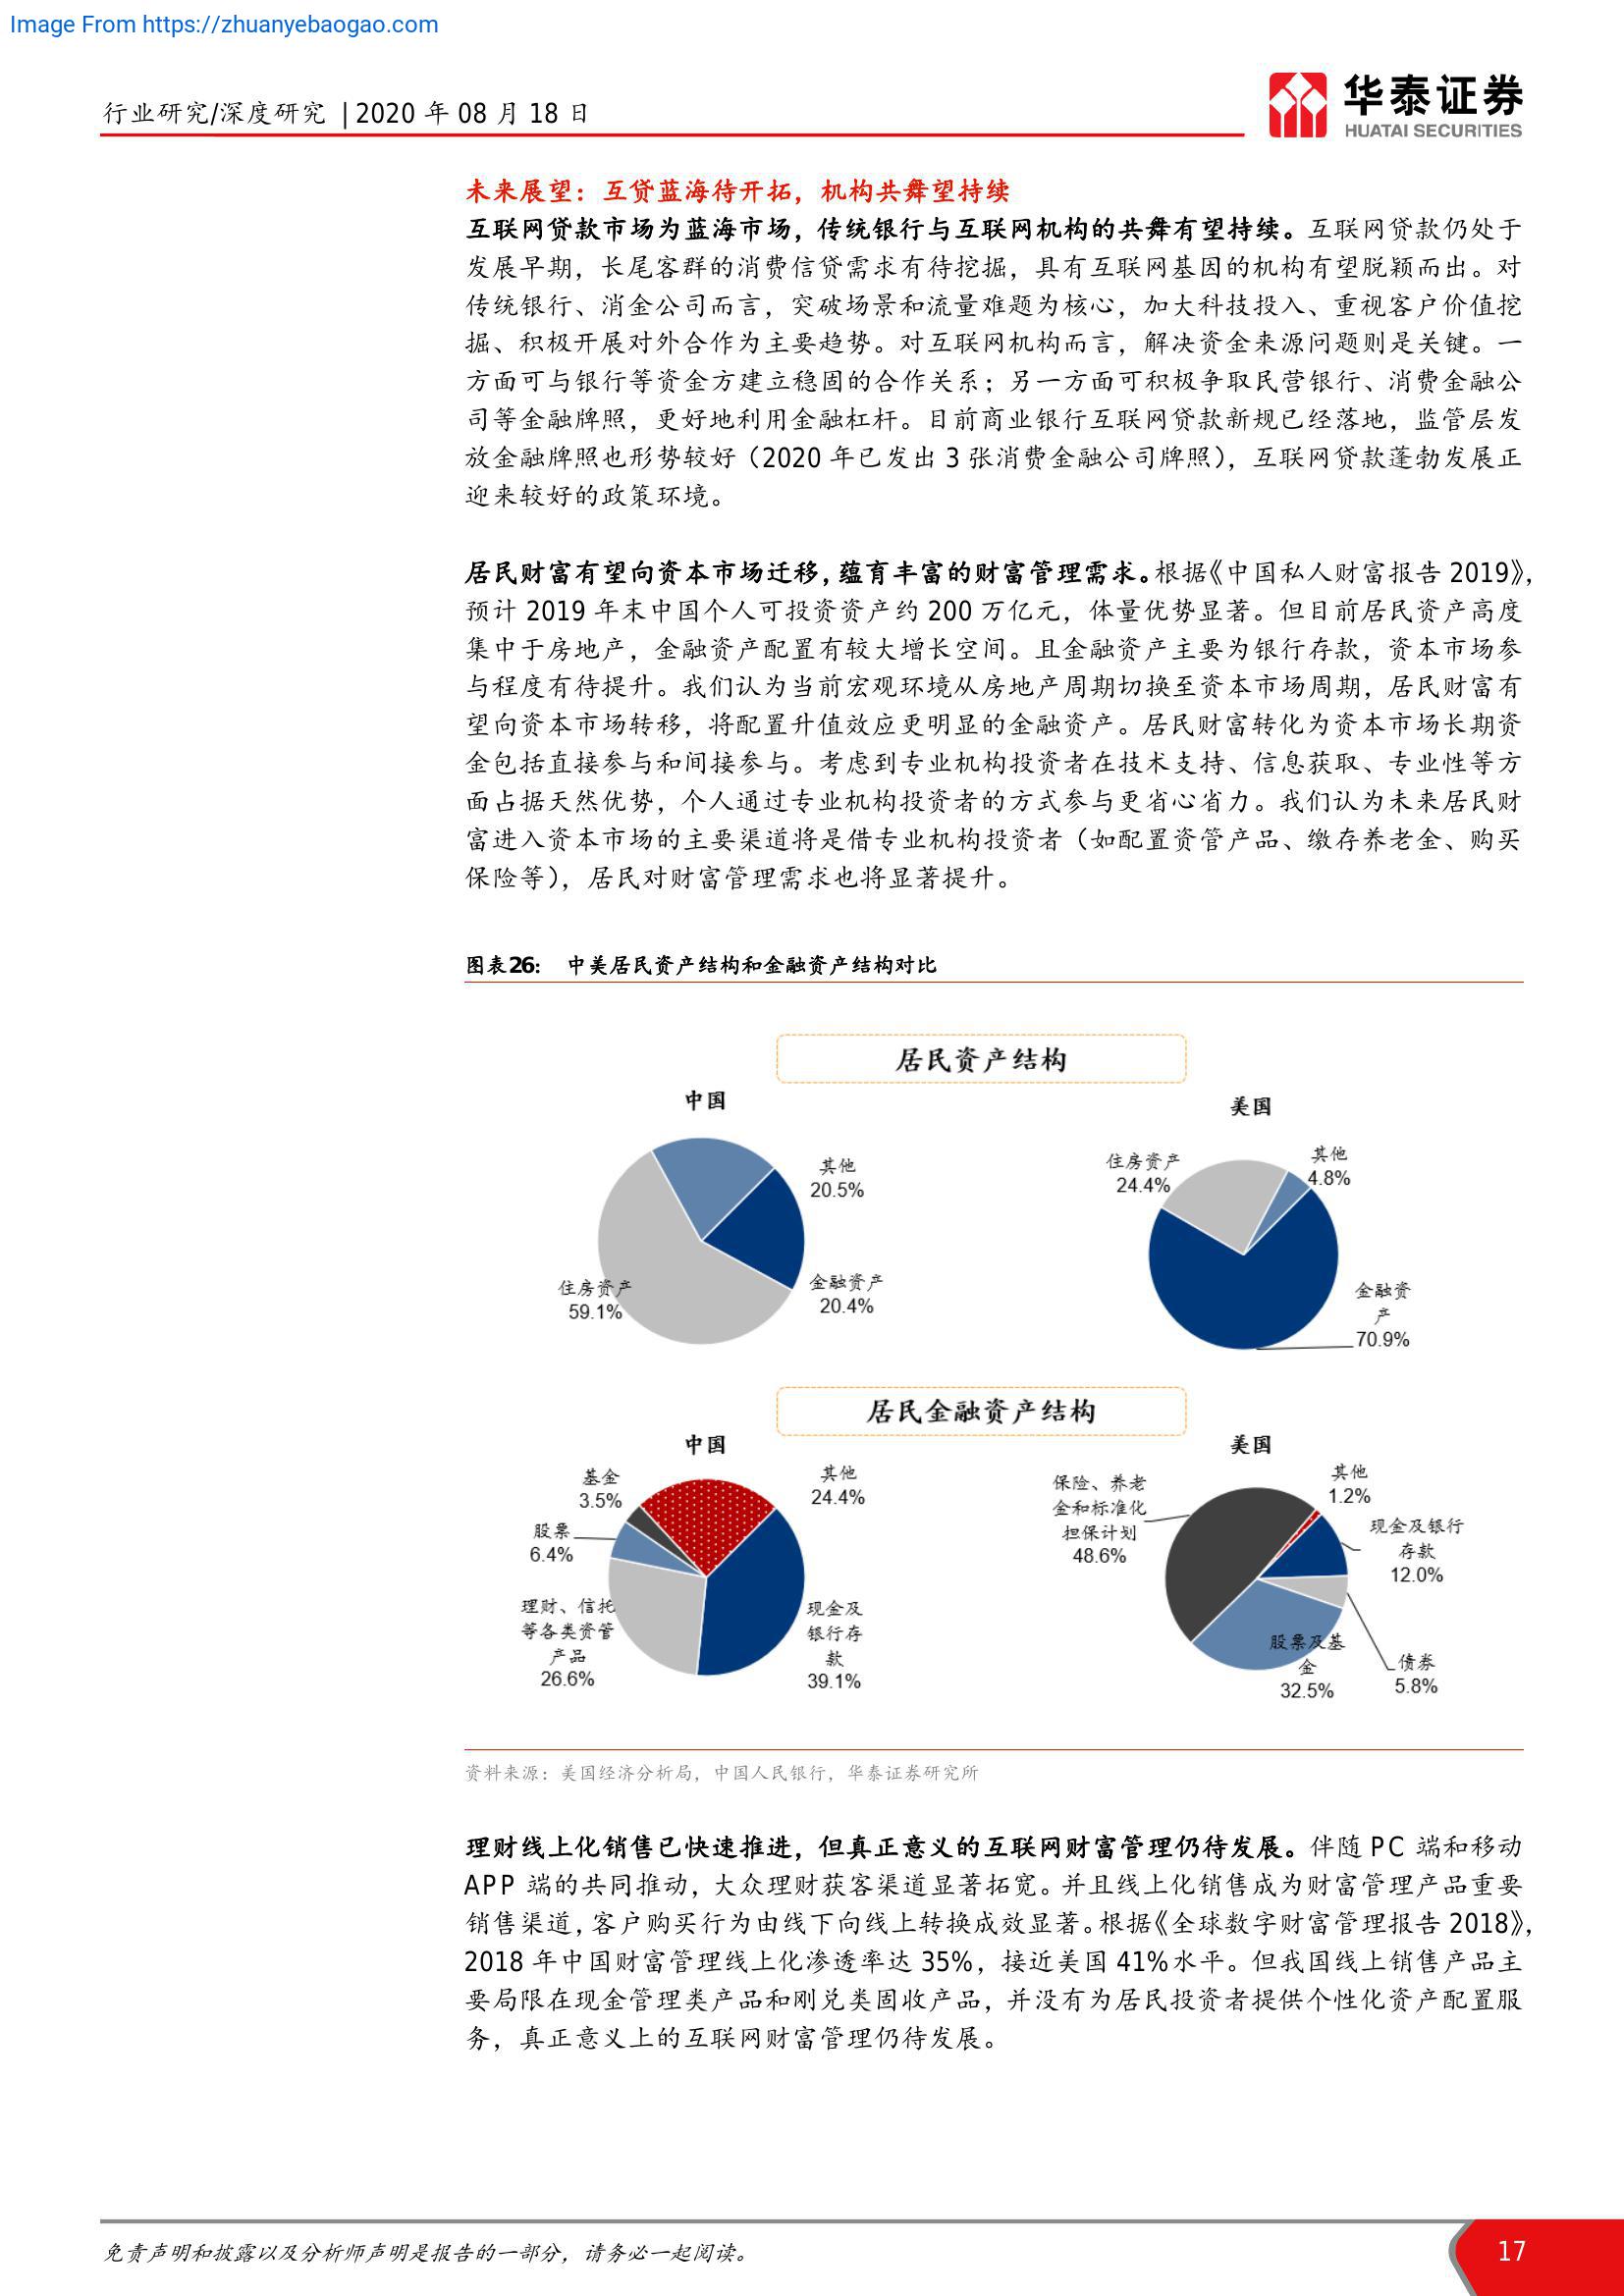 Image From https://zhuanyebaogao.com
行业研究/深度研究 | 2020 年 08 月 18 日
华泰证券
HUATAI SECURITIES
未来展望：互贷蓝海待开拓，机构共舞望持续
互联网贷款市场为蓝海市场，传统银行与互联网机构的共舞有望持续。互联网贷款仍处于
发展早期，长尾客群的消费信贷需求有待挖掘，具有互联网基因的机构有望脱颖而出。对
传统银行、消金公司而言，突破场景和流量难题为核心，加大科技投入、重视客户价值挖
掘、积极开展对外合作为主要趋势。对互联网机构而言，解决资金来源问题则是关键。一
方面可与银行等资金方建立稳固的合作关系；另一方面可积极争取民营银行、消费金融公
司等金融牌照，更好地利用金融杠杆。目前商业银行互联网贷款新规已经落地，监管层发
放金融牌照也形势较好（2020 年已发出 3 张消费金融公司牌照），互联网贷款蓬勃发展正
迎来较好的政策环境。
居民财富有望向资本市场迁移，蕴育丰富的财富管理需求。根据《中国私人财富报告 2019》，
预计 2019 年末中国个人可投资资产约 200 万亿元，体量优势显著。但目前居民资产高度
集中于房地产，金融资产配置有较大增长空间。且金融资产主要为银行存款，资本市场参
与程度有待提升。我们认为当前宏观环境从房地产周期切换至资本市场周期，居民财富有
望向资本市场转移，将配置升值效应更明显的金融资产。居民财富转化为资本市场长期资
金包括直接参与和间接参与。考虑到专业机构投资者在技术支持、信息获取、专业性等方
面占据天然优势，个人通过专业机构投资者的方式参与更省心省力。我们认为未来居民财
富进入资本市场的主要渠道将是借专业机构投资者（如配置资管产品、缴存养老金、购买
保险等），居民对财富管理需求也将显著提升。
图表26： 中美居民资产结构和金融资产结构对比
居民资产结构
中国
其他
20.5%
金融资产
20.4%
住房资产
59.1%
美国
住房资产
24.4%
其他
4.8%
金融资
产
70.9%
居民金融资产结构
中国
基金
3.5%
其他
24.4%
股票
6.4%
理财、信托
等各类资管
产品
26.6%
现金及
银行存
款
39.1%
美国
保险、养老
金和标准化
担保计划
48.6%
其他
1.2%
现金及银行
存款
12.0%
股票及基
金
32.5%
债券
5.8%
资料来源：美国经济分析局，中国人民银行，华泰证券研究所
理财线上化销售已快速推进，但真正意义的互联网财富管理仍待发展。伴随 PC 端和移动
APP 端的共同推动，大众理财获客渠道显著拓宽。并且线上化销售成为财富管理产品重要
销售渠道，客户购买行为由线下向线上转换成效显著。根据《全球数字财富管理报告 2018》，
2018 年中国财富管理线上化渗透率达 35%，接近美国 41%水平。但我国线上销售产品主
要局限在现金管理类产品和刚兑类固收产品，并没有为居民投资者提供个性化资产配置服
务，真正意义上的互联网财富管理仍待发展。
免责声明和披露以及分析师声明是报告的一部分，请务必一起阅读。
17